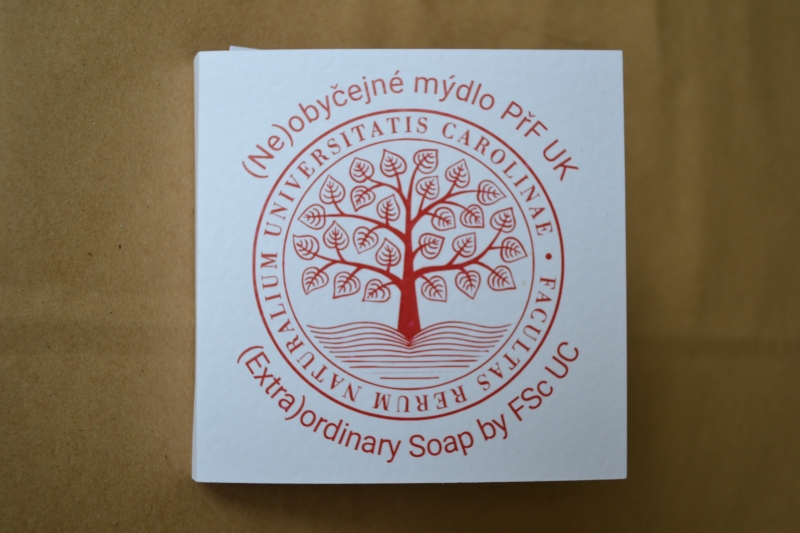 (Ne)obyčejné mýdlo PřF UK
UNIVERSITATIS CAROLINAE • FACULTAS RERUM NATURALIUM
(Extra)ordinary Soap by FSc UC